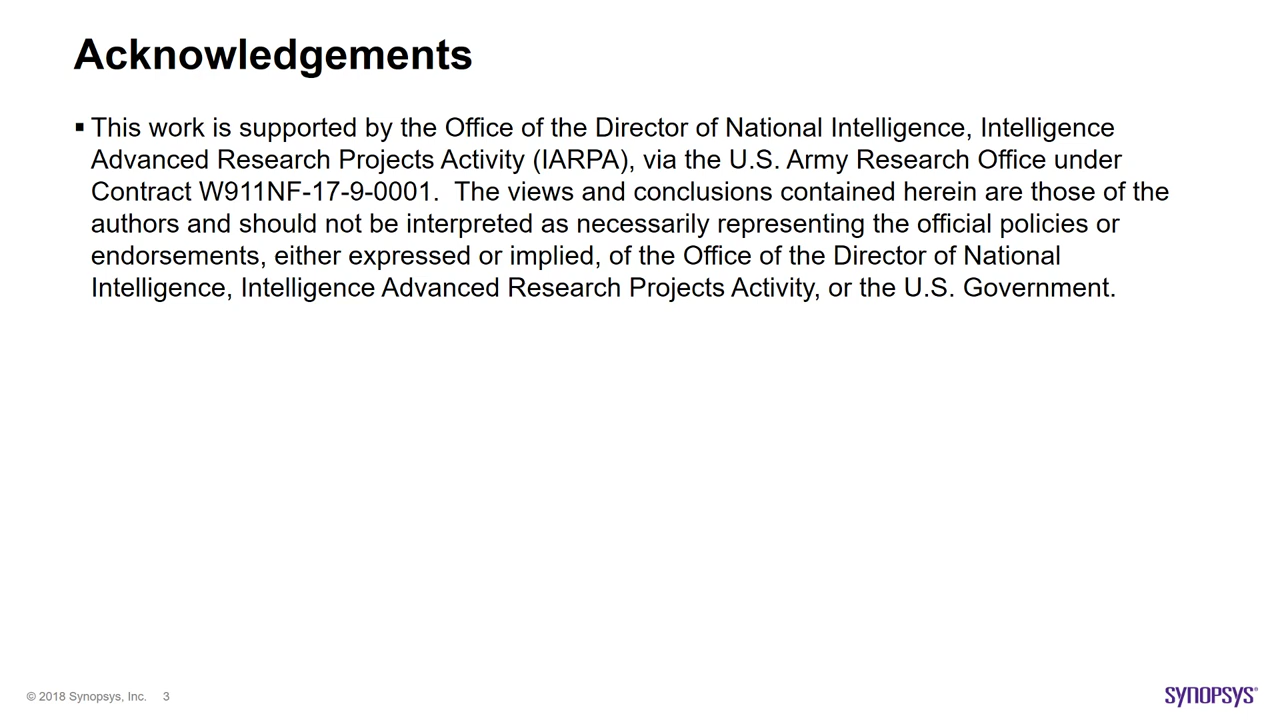 Acknowledgements
▪ This work is supported by the Office of the Director of National Intelligence, Intelligence
Advanced Research Projects Activity (IARPA), via the U.S. Army Research Office under
Contract W911NF-17-9-0001.  The views and conclusions contained herein are those of the
authors and should not be interpreted as necessarily representing the official policies or
endorsements, either expressed or implied, of the Office of the Director of National
Intelligence, Intelligence Advanced Research Projects Activity, or the U.S. Government.
© 2018 Synopsys, Inc. 3
SYNOPSYS®